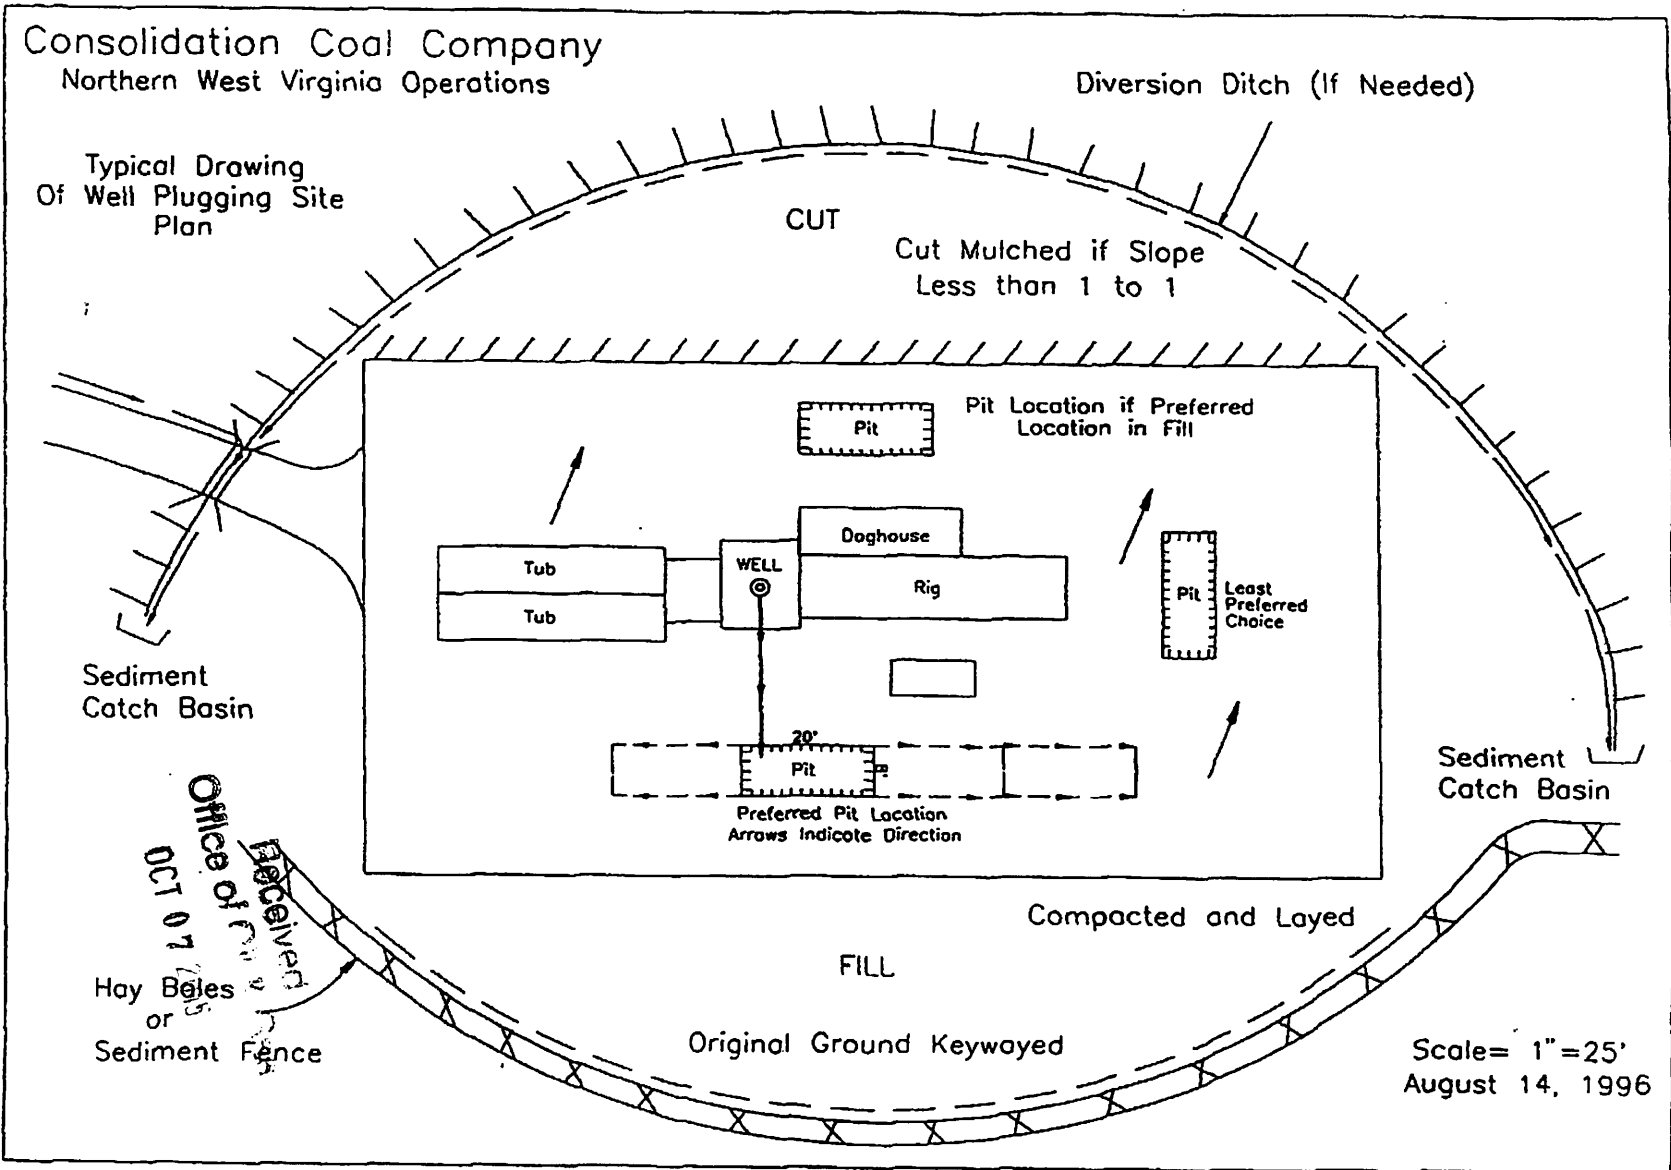 Consolidation Coal Company
Northern West Virginia Operations
Diversion Ditch (If Needed)
Typical Drawing
Of Well Plugging Site
Plan
CUT
Cut Mulched if Slope
Less than 1 to 1
Pit
Pit Location if Preferred
Location in Fill
Doghouse
Tub
WELL
Rig
Tub
Pit
Least
Preferred
Choice
Sediment
Catch Basin
20'
Pit
8'
Preferred Pit Location
Arrows Indicate Direction
Sediment
Catch Basin
Received
Office of
OCT 07
Compacted and Layed
FILL
Hay Bales
or
Sediment Fence
Original Ground Keywayed
Scale= 1"=25'
August 14, 1996